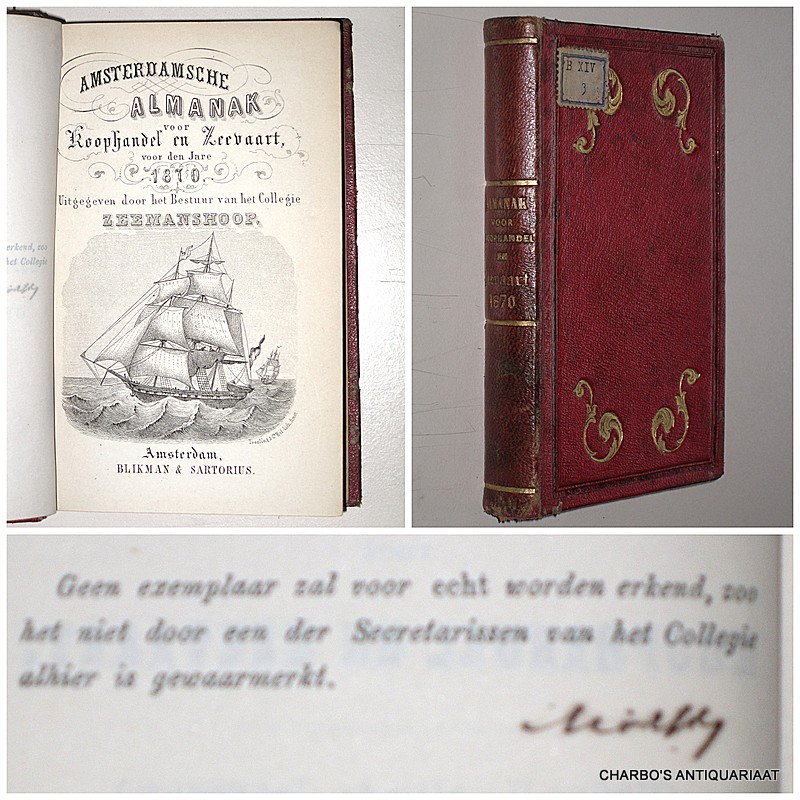 AMSTERDAMSCHE
ALMANAK
voor
Koophandel en Zeevaart,
voor den Jare
1870.
Uitgegeven door het Bestuur van het Collegie
ZEEMANSHOOP.
Amsterdam,
BLIKMAN & SARTORIUS.
erkend, zoo
het Collegie
B XIV
3
ALMANAK
VOOR
KOOPHANDEL
EN
1870
Geen exemplaar zal voor echt worden erkend, zoo
het niet door een der Secretarissen van het Collegie
alhier is gewaarmerkt.
CHARBO'S ANTIQUARIAAT